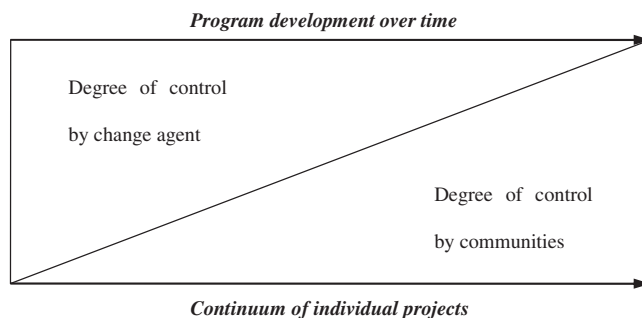 Program development over time
Degree of control
by change agent
Degree of control
by communities
Continuum of individual projects